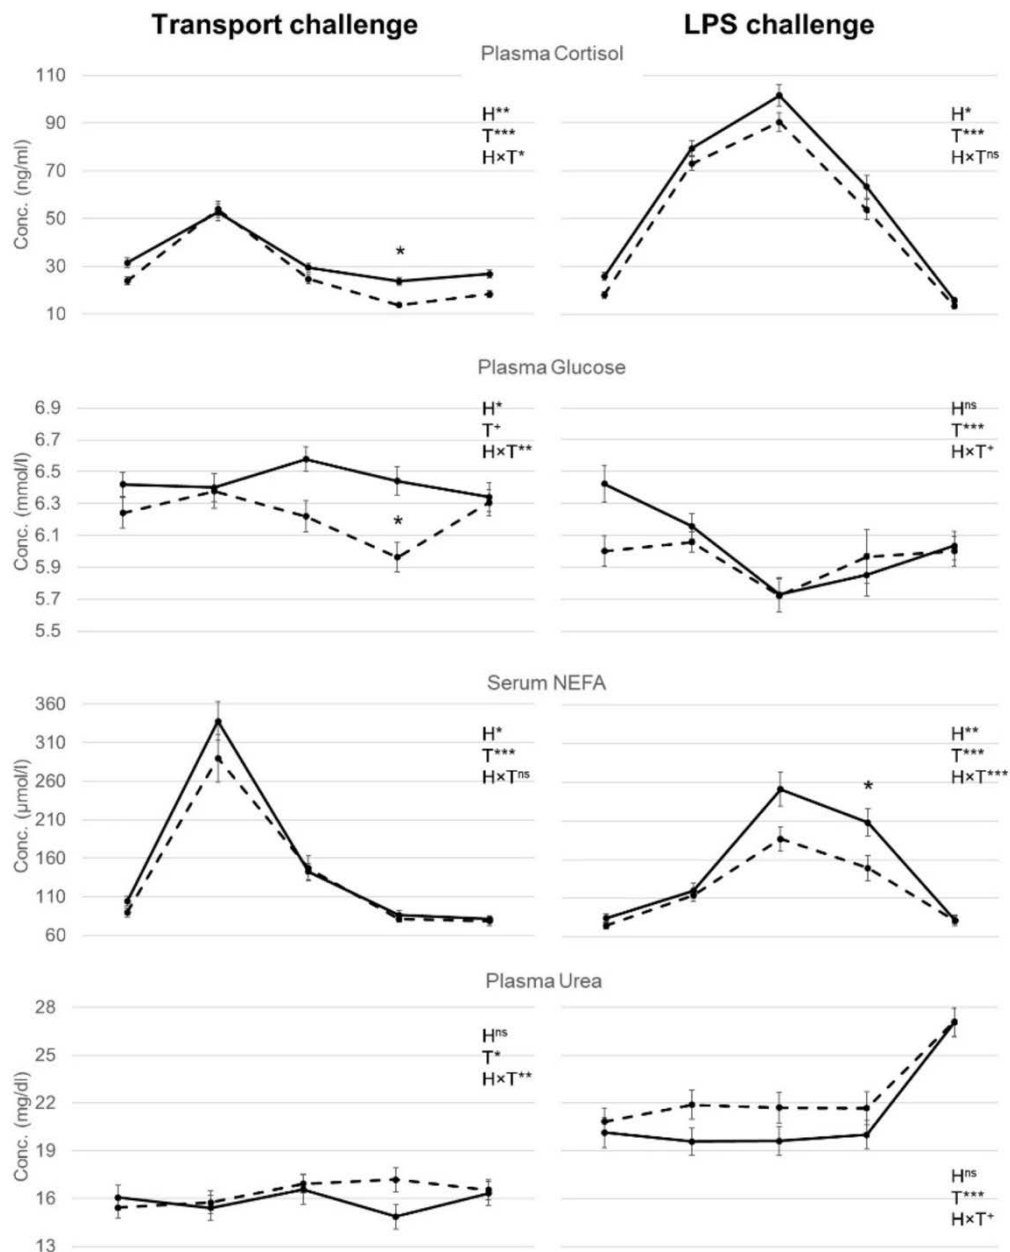 Transport challenge LPS challenge
Plasma Cortisol
110
90
70
50
30
10
Conc. (ng/ml)
H**
T***
H×T*
*
H*
T***
H×Tns
Plasma Glucose
6.9
6.7
6.5
6.3
6.1
5.9
5.7
5.5
Conc. (mmol/l)
H*
T+
H×T**
*
Hns
T***
H×T+
Serum NEFA
360
310
260
210
160
110
60
Conc. (µmol/l)
H*
T***
H×Tns
H**
T***
H×T***
*
Plasma Urea
28
25
22
19
16
13
Conc. (mg/dl)
Hns
T*
H×T**
Hns
T***
H×T+